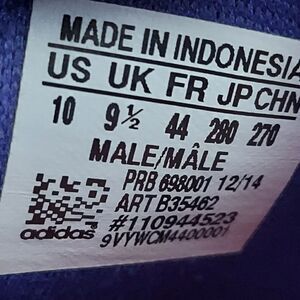 MADE IN INDONESIA
US UK FR JP CHN
10 9½ 44 280 270
MALE/MÂLE
PRB 698001 12/14
ART B35462
#110944523
9VYWCM4400001
adidas